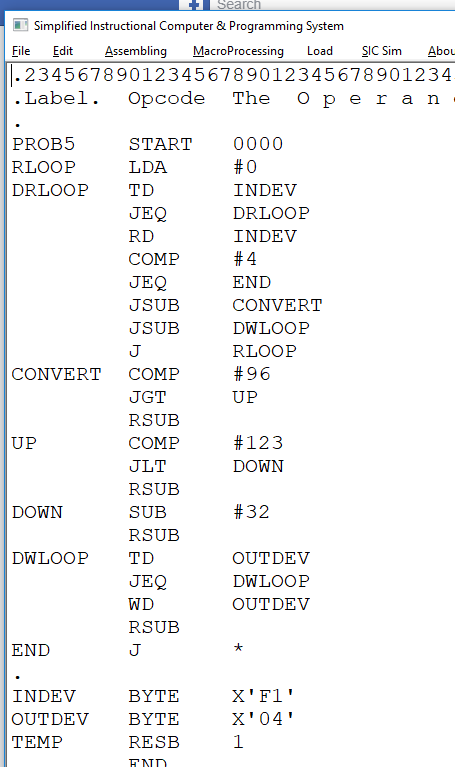 Search
Simplified Instructional Computer & Programming System
File Edit Assembling MacroProcessing Load SIC Sim Abou
.23456789012345678901234567890123 45
.Label. Opcode The O p e r a n
.
PROB5 START 0000
RLOOP LDA #0
DRLOOP TD INDEV
JEQ DRLOOP
RD INDEV
COMP #4
JEQ END
JSUB CONVERT
JSUB DWLOOP
J RLOOP
CONVERT COMP #96
JGT UP
RSUB
UP COMP #123
JLT DOWN
RSUB
DOWN SUB #32
RSUB
DWLOOP TD OUTDEV
JEQ DWLOOP
WD OUTDEV
RSUB
END J *
.
INDEV BYTE X'F1'
OUTDEV BYTE X'04'
TEMP RESB 1
END